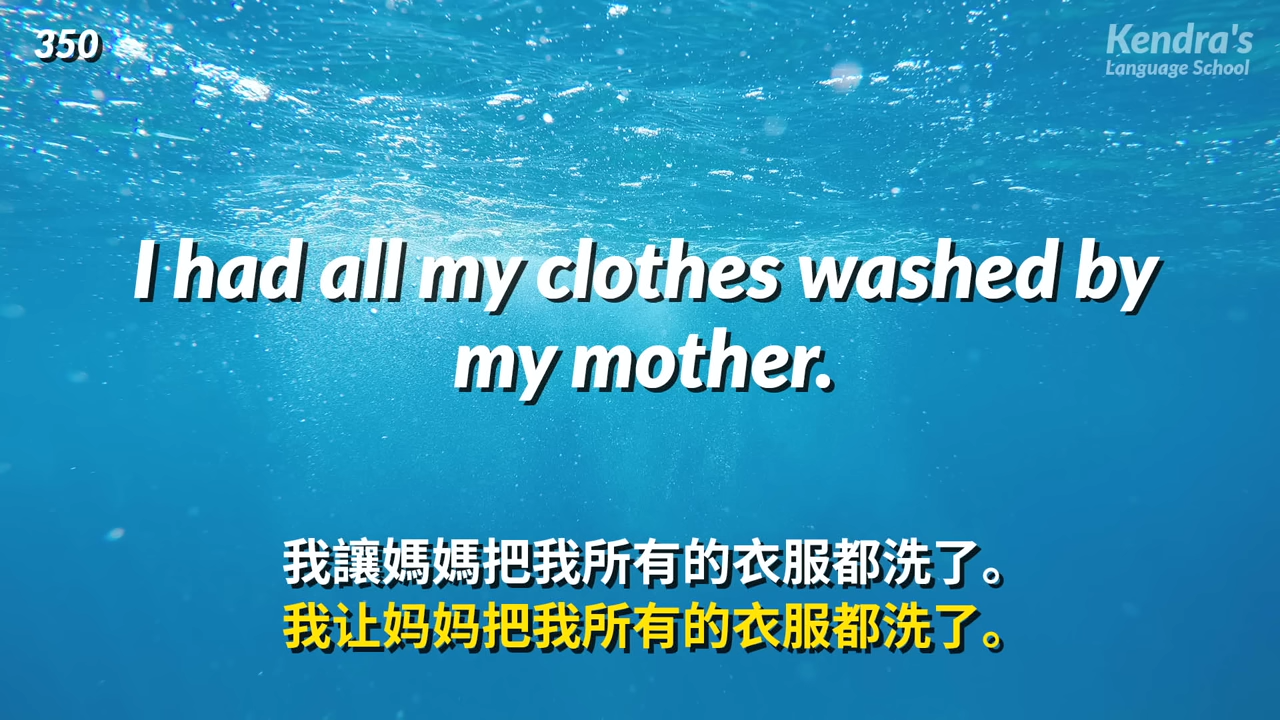 350
Kendra's
Language School
I had all my clothes washed by
my mother.
我讓媽媽把我所有的衣服都洗了。
我让妈妈把我所有的衣服都洗了。